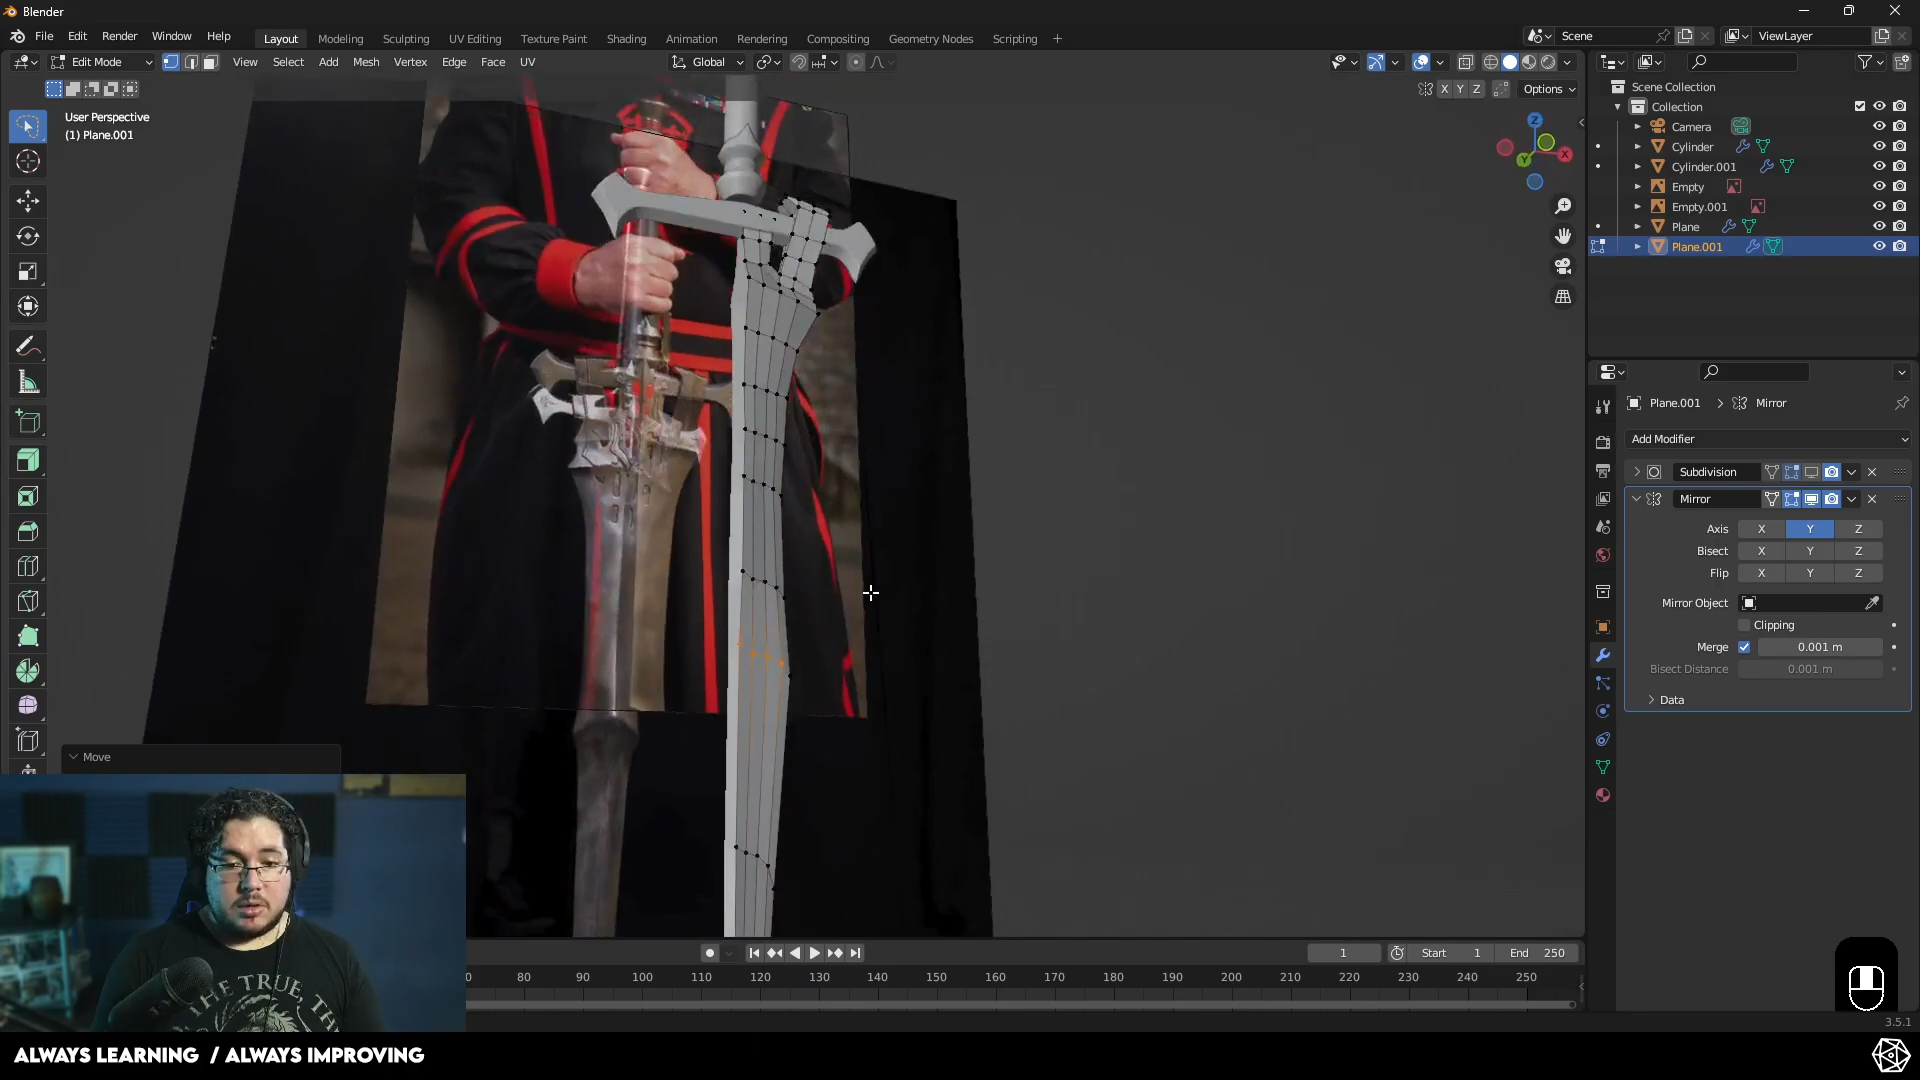 Blender
File Edit Render Window Help
Layout Modeling Sculpting UV Editing Texture Paint Shading Animation Rendering Compositing Geometry Nodes Scripting +
Scene
ViewLayer
Edit Mode View Select Add Mesh Vertex Edge Face UV
Global
X Y Z Options
User Perspective
(1) Plane.001
Z
X
Y
Scene Collection
Collection
Camera
Cylinder
Cylinder.001
Empty
Empty.001
Plane
Plane.001
Plane.001 > Mirror
Add Modifier
Subdivision
Mirror
Axis X Y Z
Bisect X Y Z
Flip X Y Z
Mirror Object
Clipping
Merge 0.001 m
Bisect Distance 0.001 m
Data
Move
1 Start 1 End 250
80 90 100 110 120 130 140 150 160 170 180 190 200 210 220 230 240 250
3.5.1
THE TRUE, TH
ALWAYS LEARNING / ALWAYS IMPROVING